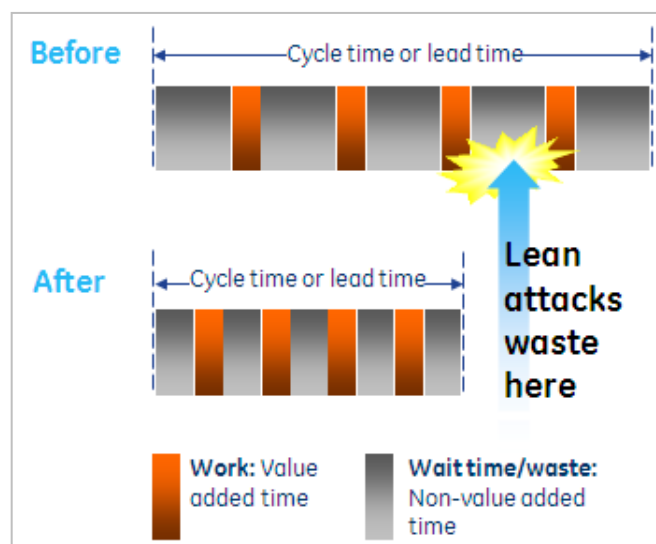 Before
Cycle time or lead time
After
Cycle time or lead time
Lean
attacks
waste
here
Work: Value
added time
Wait time/waste:
Non-value added
time